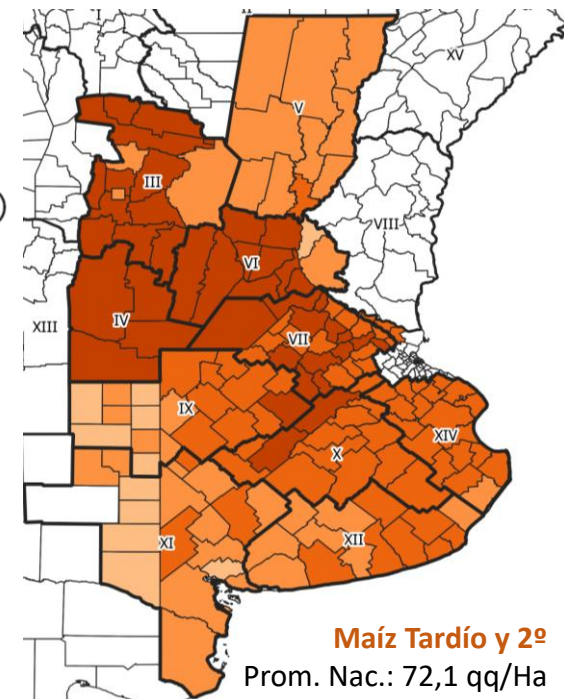 XV
V
III
VIII
VI
IV
XIII
VII
IX
XIV
X
XII
XI
Maíz Tardío y 2º
Prom. Nac.: 72,1 qq/Ha